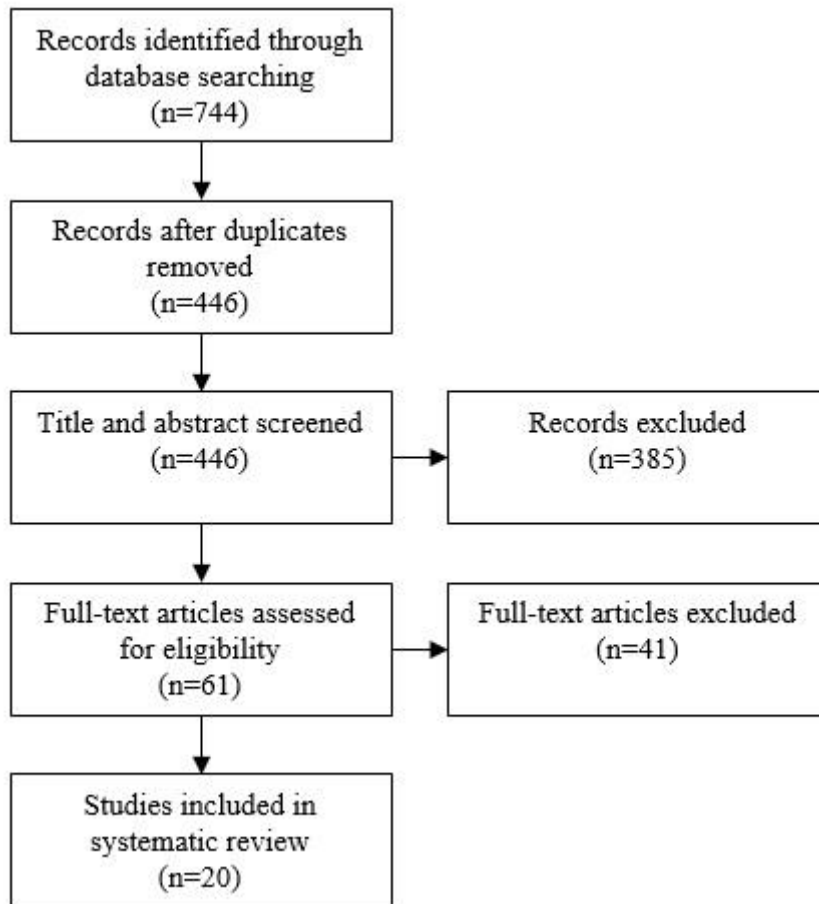 Records identified through
database searching
(n=744)
Records after duplicates
removed
(n=446)
Title and abstract screened
(n=446)
Records excluded
(n=385)
Full-text articles assessed
for eligibility
(n=61)
Full-text articles excluded
(n=41)
Studies included in
systematic review
(n=20)